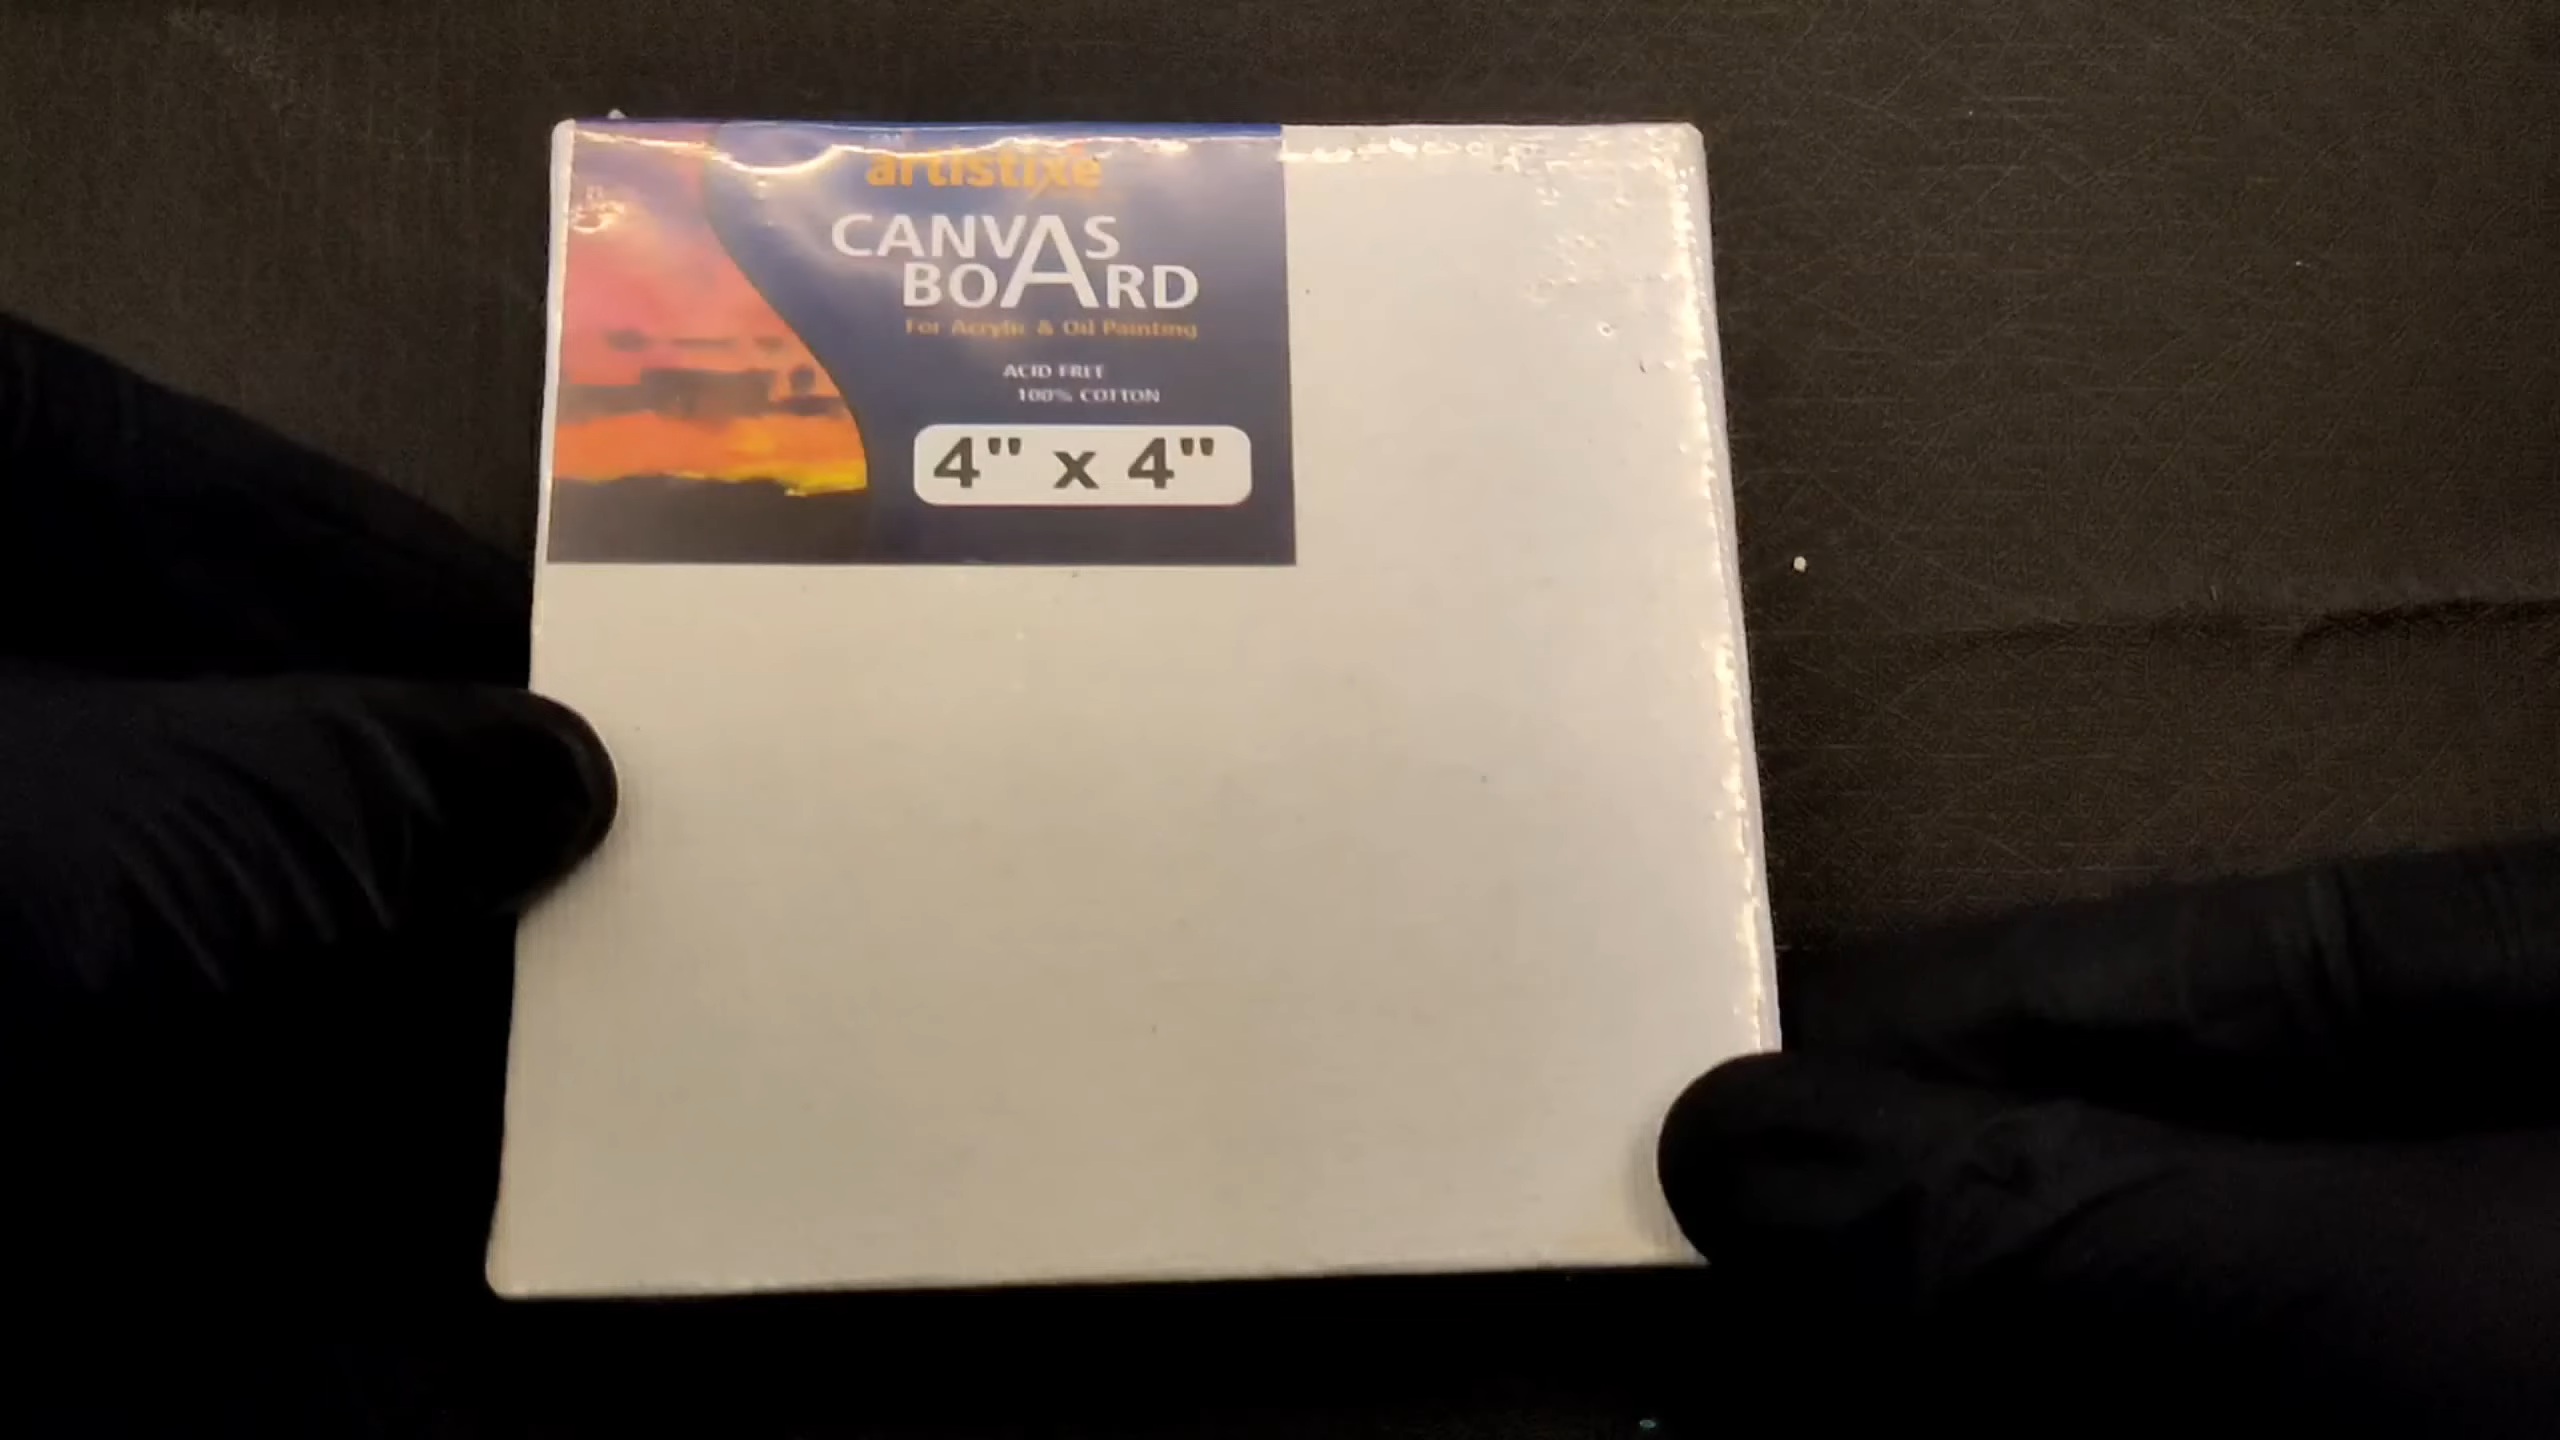 artistixe
CANVAS
BOARD
For Acrylic & Oil Painting
ACID FREE
100% COTTON
4" x 4"